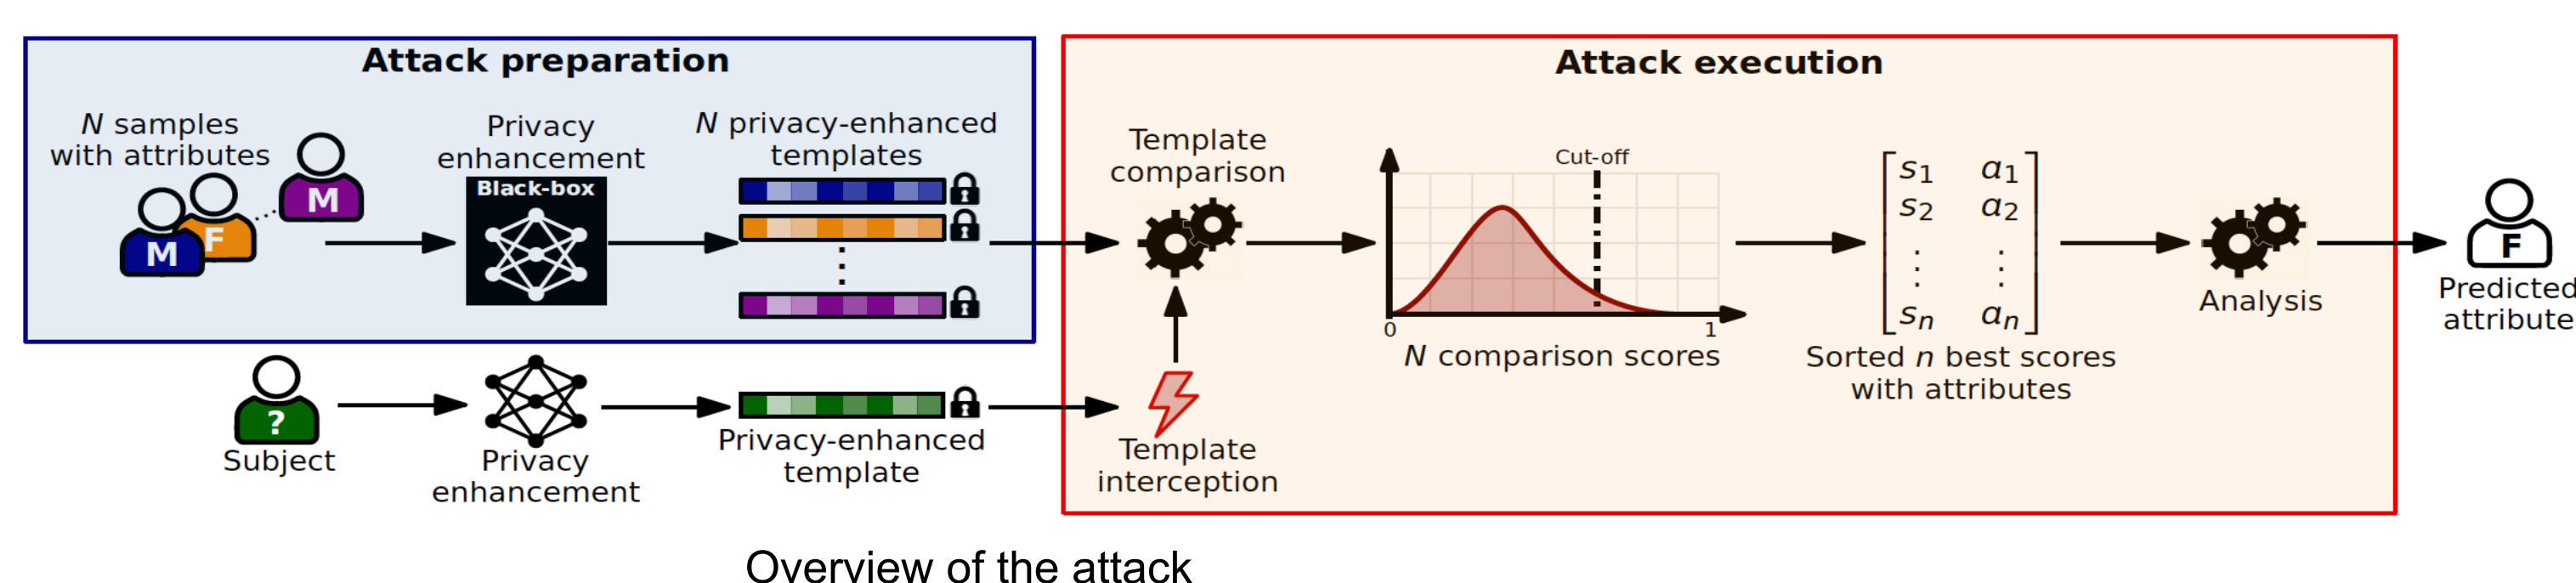 Attack preparation
N samples
with attributes
M
F
M
Privacy
enhancement
Black-box
N privacy-enhanced
templates
?
Subject
Privacy
enhancement
Privacy-enhanced
template
Attack execution
Template
comparison
Template
interception
Cut-off
0
1
N comparison scores
s1 a1
s2 a2
⋮ ⋮
sn an
Sorted n best scores
with attributes
Analysis
F
Predicted
attribute
Overview of the attack